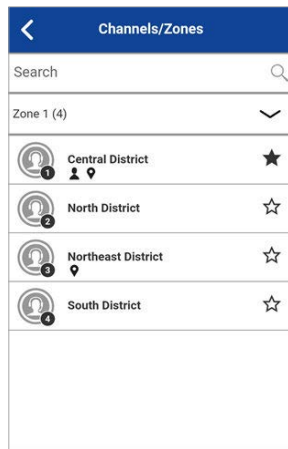 Channels/Zones
Search
Zone 1 (4)
Central District
1
North District
2
Northeast District
3
South District
4